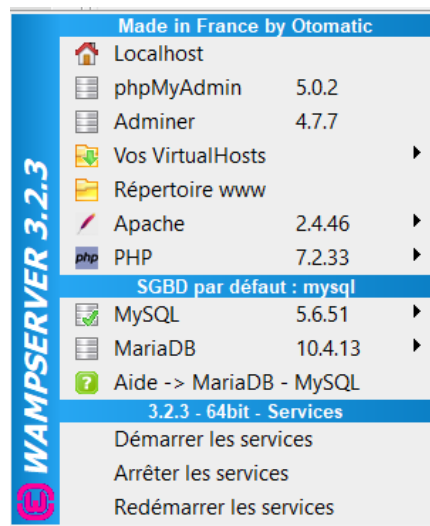 Made in France by Otomatic
Localhost
phpMyAdmin 5.0.2
Adminer 4.7.7
Vos VirtualHosts
Répertoire www
Apache 2.4.46
php PHP 7.2.33
SGBD par défaut : mysql
MySQL 5.6.51
MariaDB 10.4.13
? Aide -> MariaDB - MySQL
3.2.3 - 64bit - Services
Démarrer les services
Arrêter les services
Redémarrer les services
WAMPSERVER 3.2.3